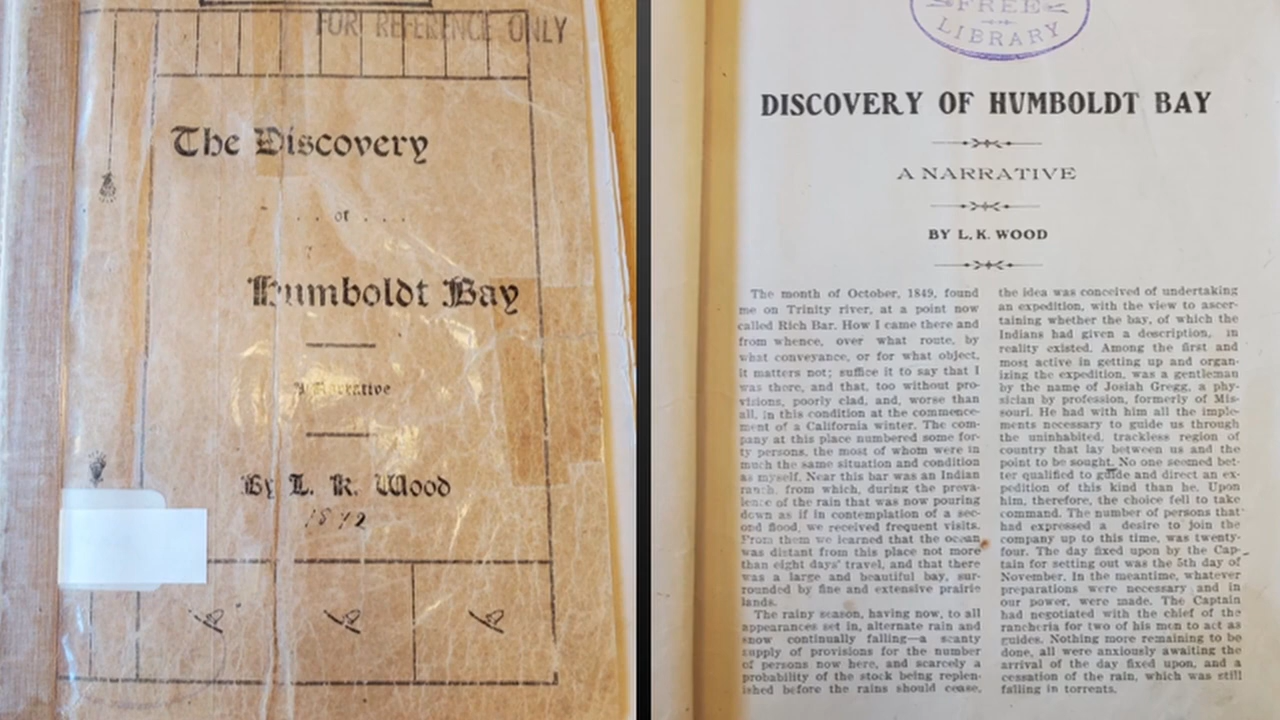 FOR REFERENCE ONLY
The Discovery
. . of . . .
Humboldt Bay
A Narrative
By L. K. Wood
FREE
LIBRARY
DISCOVERY OF HUMBOLDT BAY
A NARRATIVE
BY L. K. WOOD
The month of October, 1849, found
me on Trinity river, at a point now
called Rich Bar. How I came there and
from whence, over what route, by
what conveyance, or for what object,
it matters not; suffice it to say that I
was there, and that, too without pro-
visions, poorly clad, and, worse than
all, in this condition at the commence-
ment of a California winter. The com-
pany at this place numbered some for-
ty persons, the most of whom were in
much the same situation and condition
as myself. Near this bar was an Indian
ranch, from which, during the preva-
lence of the rain that was now pouring
down as if in contemplation of a sec-
ond flood, we received frequent visits.
From them we learned that the ocean
was distant from this place not more
than eight days' travel, and that there
was a large and beautiful bay, sur-
rounded by fine and extensive prairie
lands.
The rainy season, having now, to all
appearances set in, alternate rain and
snow continually falling—a scanty
supply of provisions for the number
of persons now here, and scarcely a
probability of the stock being replen-
ished before the rains should cease,
the idea was conceived of undertaking
an expedition, with the view to ascer-
taining whether the bay, of which the
Indians had given a description, in
reality existed. Among the first and
most active in getting up and organ-
izing the expedition, was a gentleman
by the name of Josiah Gregg, a phy-
sician by profession, formerly of Mis-
souri. He had with him all the imple-
ments necessary to guide us through
the uninhabited, trackless region of
country that lay between us and the
point to be sought. No one seemed bet-
ter qualified to guide and direct an ex-
pedition of this kind than he. Upon
him, therefore, the choice fell to take
command. The number of persons that
had expressed a desire to join the
company up to this time, was twenty-
four. The day fixed upon by the Cap-
tain for setting out was the 5th day of
November. In the meantime, whatever
preparations were necessary and in
our power, were made. The Captain
had negotiated with the chief of the
rancheria for two of his men to act as
guides. Nothing more remaining to be
done, all were anxiously awaiting the
arrival of the day fixed upon, and a
cessation of the rain, which was still
falling in torrents.